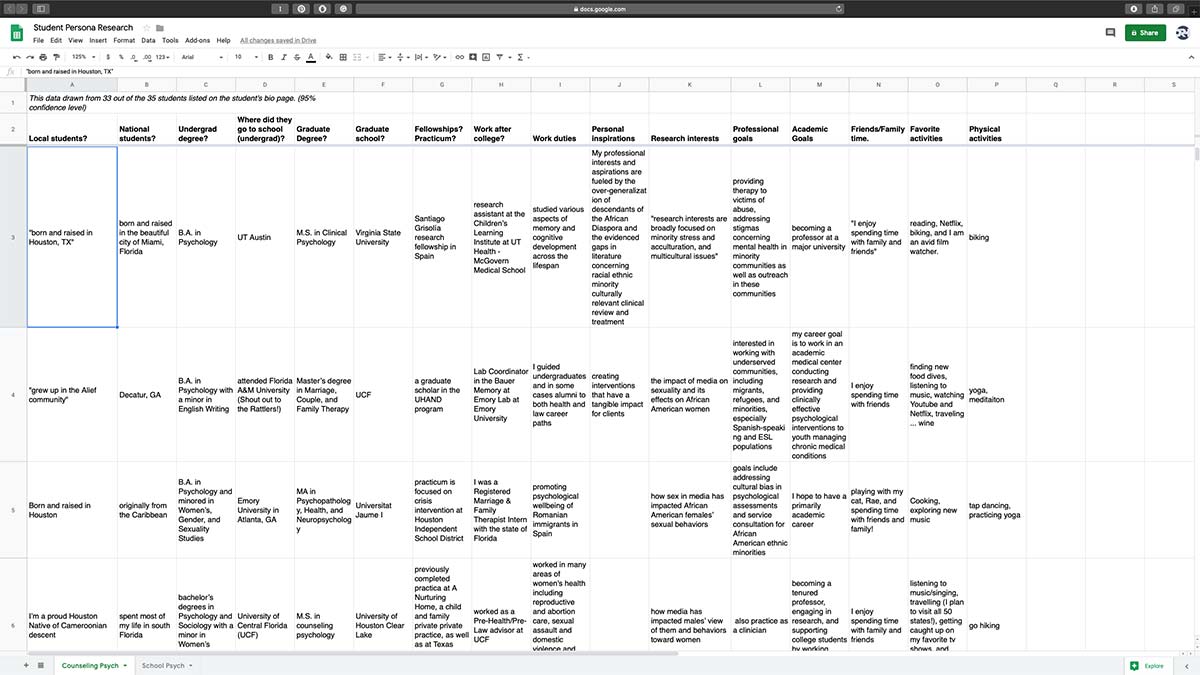 docs.google.com
Student Persona Research
File Edit View Insert Format Data Tools Add-ons Help All changes saved in Drive
Share
125% $ % .0 .00 123 Arial 10 B I S A
fx "born and raised in Houston, TX"
A B C D E F G H I J K L M N O P Q R S
1
This data drawn from 33 out of the 35 students listed on the student's bio page. (95%
confidence level)
2
Local students?
National
students?
Undergrad
degree?
Where did they
go to school
(undergrad)?
Graduate
Degree?
Graduate
school?
Fellowships?
Practicum?
Work after
college?
Work duties
Personal
inspirations
Research interests
Professional
goals
Academic
Goals
Friends/Family
time.
Favorite
activities
Physical
activities
3
"born and raised in
Houston, TX"
born and raised
in the beautiful
city of Miami,
Florida
B.A. in
Psychology
UT Austin
M.S. in Clinical
Psychology
Virginia State
University
Santiago
Grisolia
research
fellowship in
Spain
research
assistant at the
Children's
Learning
Institute at UT
Health -
McGovern
Medical School
studied various
aspects of
memory and
cognitive
development
across the
lifespan
My professional
interests and
aspirations are
fueled by the
over-generalizat
ion of
descendants of
the African
Diaspora and
the evidenced
gaps in
literature
concerning
racial ethnic
minority
culturally
relevant clinical
review and
treatment
"research interests are
broadly focused on
minority stress and
acculturation, and
multicultural issues"
providing
therapy to
victims of
abuse,
addressing
stigmas
concerning
mental health in
minority
communities as
well as outreach
in these
communities
becoming a
professor at a
major university
"I enjoy
spending
time with
family and
friends"
reading, Netflix,
biking, and I am
an avid film
watcher.
biking
4
"grew up in the Alief
community"
Decatur, GA
B.A. in
Psychology with
a minor in
English Writing
attended Florida
A&M University
(Shout out to
the Rattlers!)
Master's degree
in Marriage,
Couple, and
Family Therapy
UCF
a graduate
scholar in the
UHAND
program
Lab Coordinator
in the Bauer
Memory at
Emory Lab at
Emory
University
I guided
undergraduates
and in some
cases alumni to
both health and
law career
paths
creating
interventions
that have a
tangible impact
for clients
the impact of media on
sexuality and its
effects on African
American women
interested in
working with
underserved
communities,
including
migrants,
refugees, and
minorities,
especially
Spanish-speaki
ng and ESL
populations
my career goal
is to work in an
academic
medical center
conducting
research and
providing
clinically
effective
psychological
interventions to
youth managing
chronic medical
conditions
I enjoy
spending time
with friends
finding new
food dives,
listening to
music, watching
Youtube and
Netflix, traveling
... wine
yoga,
meditaiton
5
Born and raised in
Houston
originally from
the Caribbean
B.A. in
Psychology and
minored in
Women's,
Gender, and
Sexuality
Studies
Emory
University in
Atlanta, GA
MA in
Psychopatholog
y, Health, and
Neuropsycholog
y
Universitat
Jaume I
practicum is
focused on
crisis
intervention at
Houston
Independent
School District
I was a
Registered
Marriage &
Family
Therapist Intern
with the state of
Florida
promoting
psychological
wellbeing of
Romanian
immigrants in
Spain
how sex in media has
impacted African
American females'
sexual behaviors
goals include
addressing
cultural bias in
psychological
assessments
and service
consultation for
African
American ethnic
minorities
I hope to have a
primarily
academic
career
playing with my
cat, Rae, and
spending time
with friends and
family!
Cooking,
exploring new
music
tap dancing,
practicing yoga
6
I'm a proud Houston
Native of Cameroonian
descent
spent most of
my life in south
Florida
bachelor's
degrees in
Psychology and
Sociology with a
minor in
Women's
University of
Central Florida
(UCF)
M.S. in
counseling
psychology
University of
Houston Clear
Lake
previously
completed
practica at A
Nurturing
Home, a child
and family
private private
practice, as well
as at Texas
worked as a
Pre-Health/Pre-
Law advisor at
UCF
worked in many
areas of
women's health
including
reproductive
and abortion
care, sexual
assault and
domestic
violence and
how media has
impacted males' view
of them and behaviors
toward women
also practice as
a clinician
becoming a
tenured
professor,
engaging in
research, and
supporting
college students
by working
I enjoy
spending
time with
family and
friends
listening to
music/singing,
travelling (I plan
to visit all 50
states!), getting
caught up on
my favorite tv
shows, and
go hiking
Counseling Psych School Psych
Explore